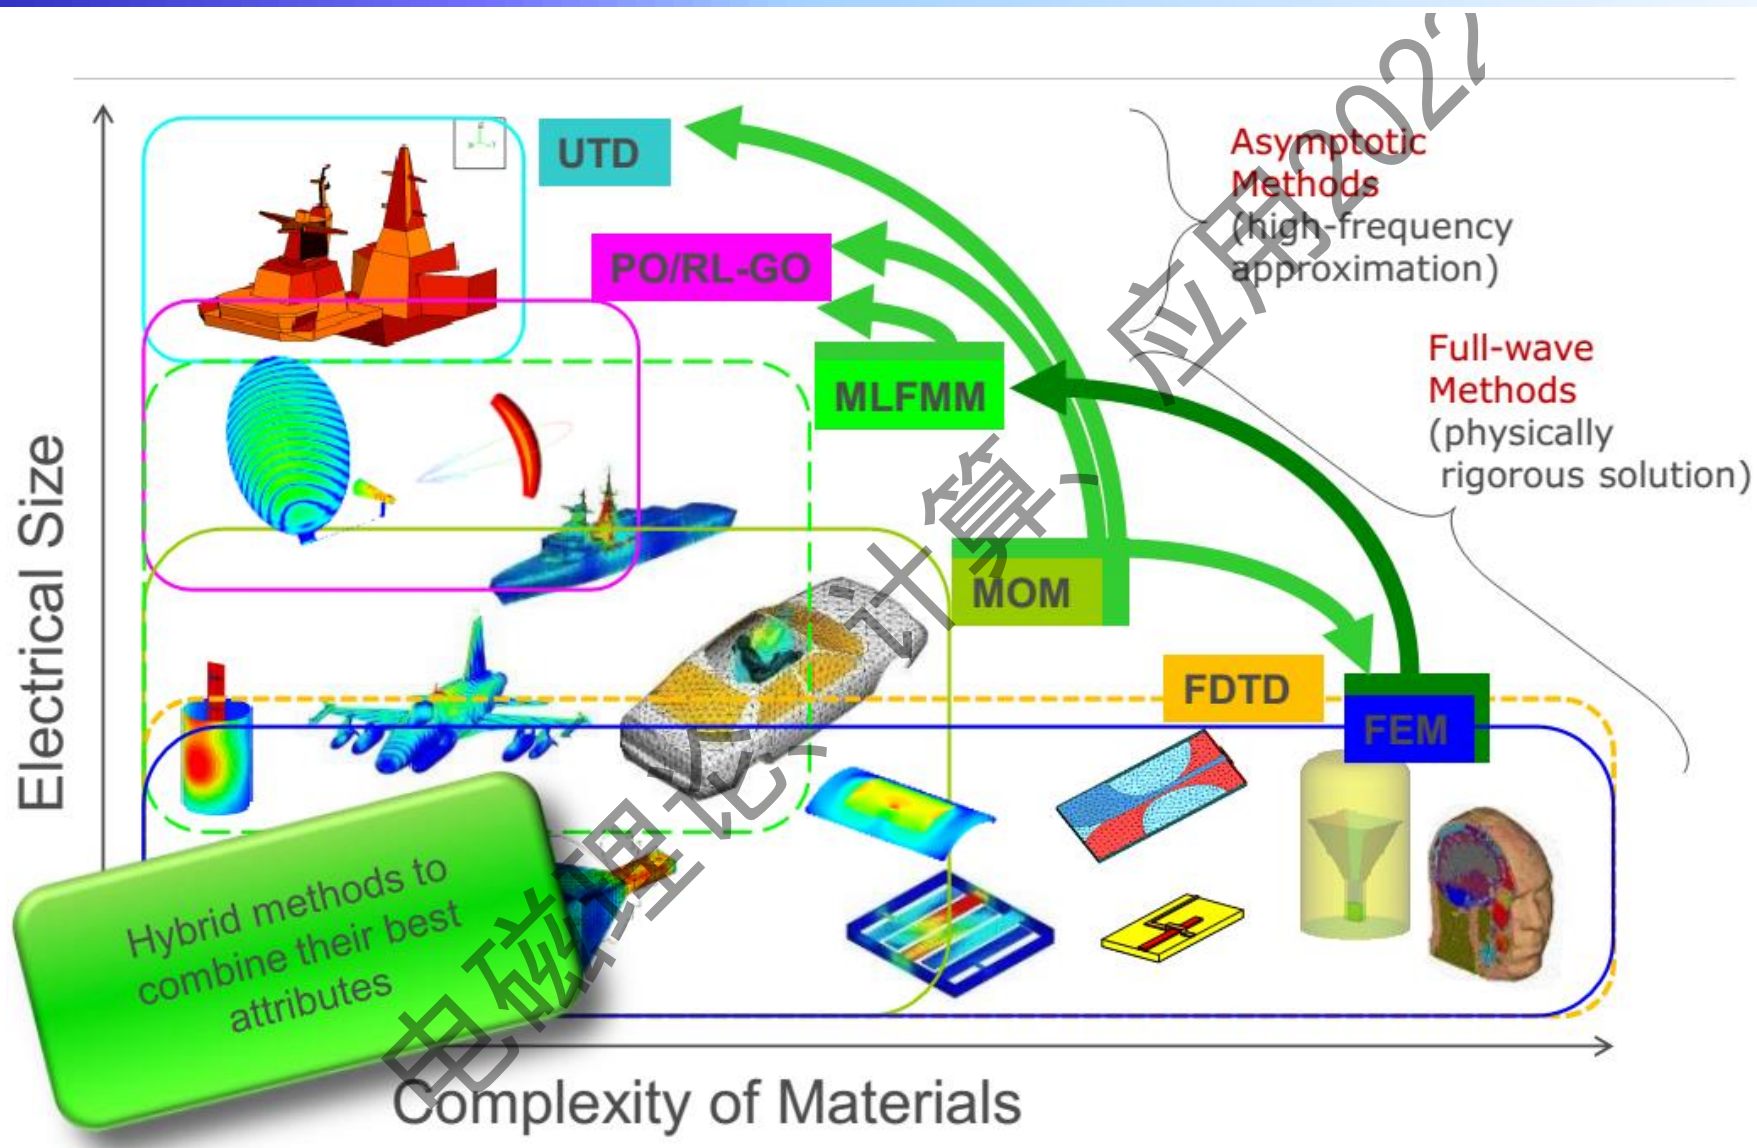 UTD
PO/RL-GO
MLFMM
MOM
FDTD
FEM
Asymptotic
Methods
(high-frequency
approximation)
Full-wave
Methods
(physically
rigorous solution)
Electrical Size
Hybrid methods to
combine their best
attributes
Complexity of Materials
电磁理论、计算、应用2022